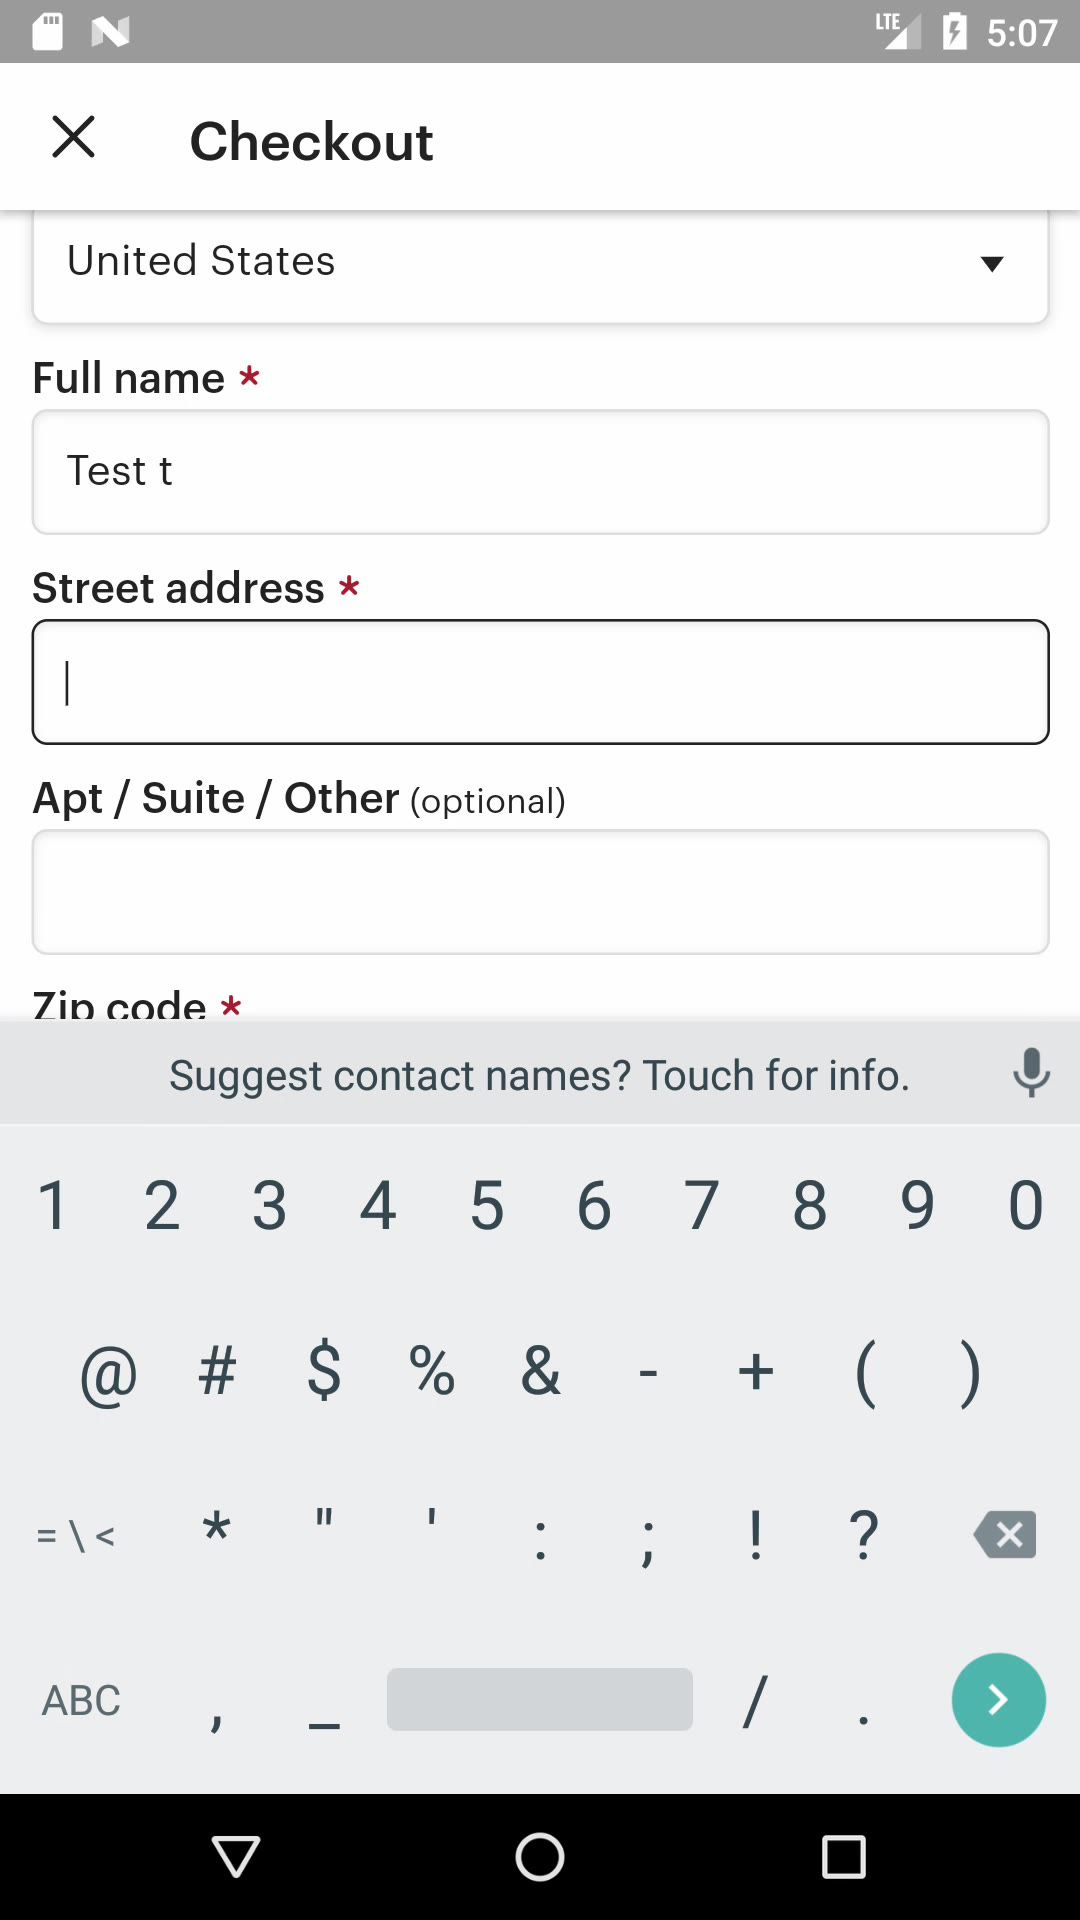 LTE 5:07
Checkout
United States
Full name *
Test t
Street address *
Apt / Suite / Other (optional)
Zip code *
Suggest contact names? Touch for info.
1 2 3 4 5 6 7 8 9 0
@ # $ % & - + ( )
= \ < * " ' : ; ! ?
ABC , _ / .